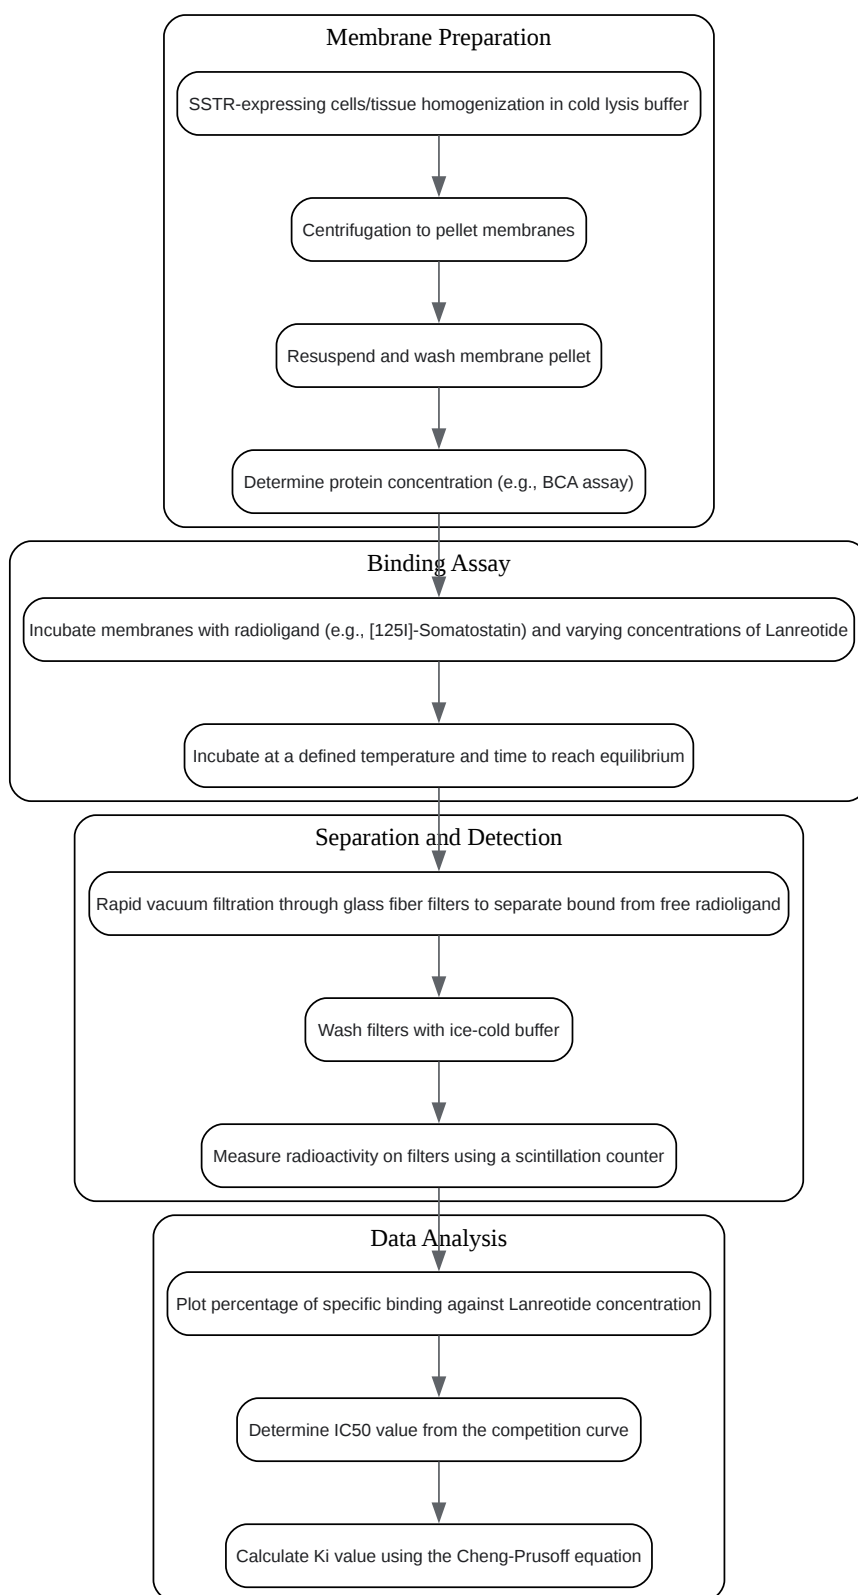 Membrane Preparation
SSTR-expressing cells/tissue homogenization in cold lysis buffer
Centrifugation to pellet membranes
Resuspend and wash membrane pellet
Determine protein concentration (e.g., BCA assay)
Binding Assay
Incubate membranes with radioligand (e.g., [125I]-Somatostatin) and varying concentrations of Lanreotide
Incubate at a defined temperature and time to reach equilibrium
Separation and Detection
Rapid vacuum filtration through glass fiber filters to separate bound from free radioligand
Wash filters with ice-cold buffer
Measure radioactivity on filters using a scintillation counter
Data Analysis
Plot percentage of specific binding against Lanreotide concentration
Determine IC50 value from the competition curve
Calculate Ki value using the Cheng-Prusoff equation